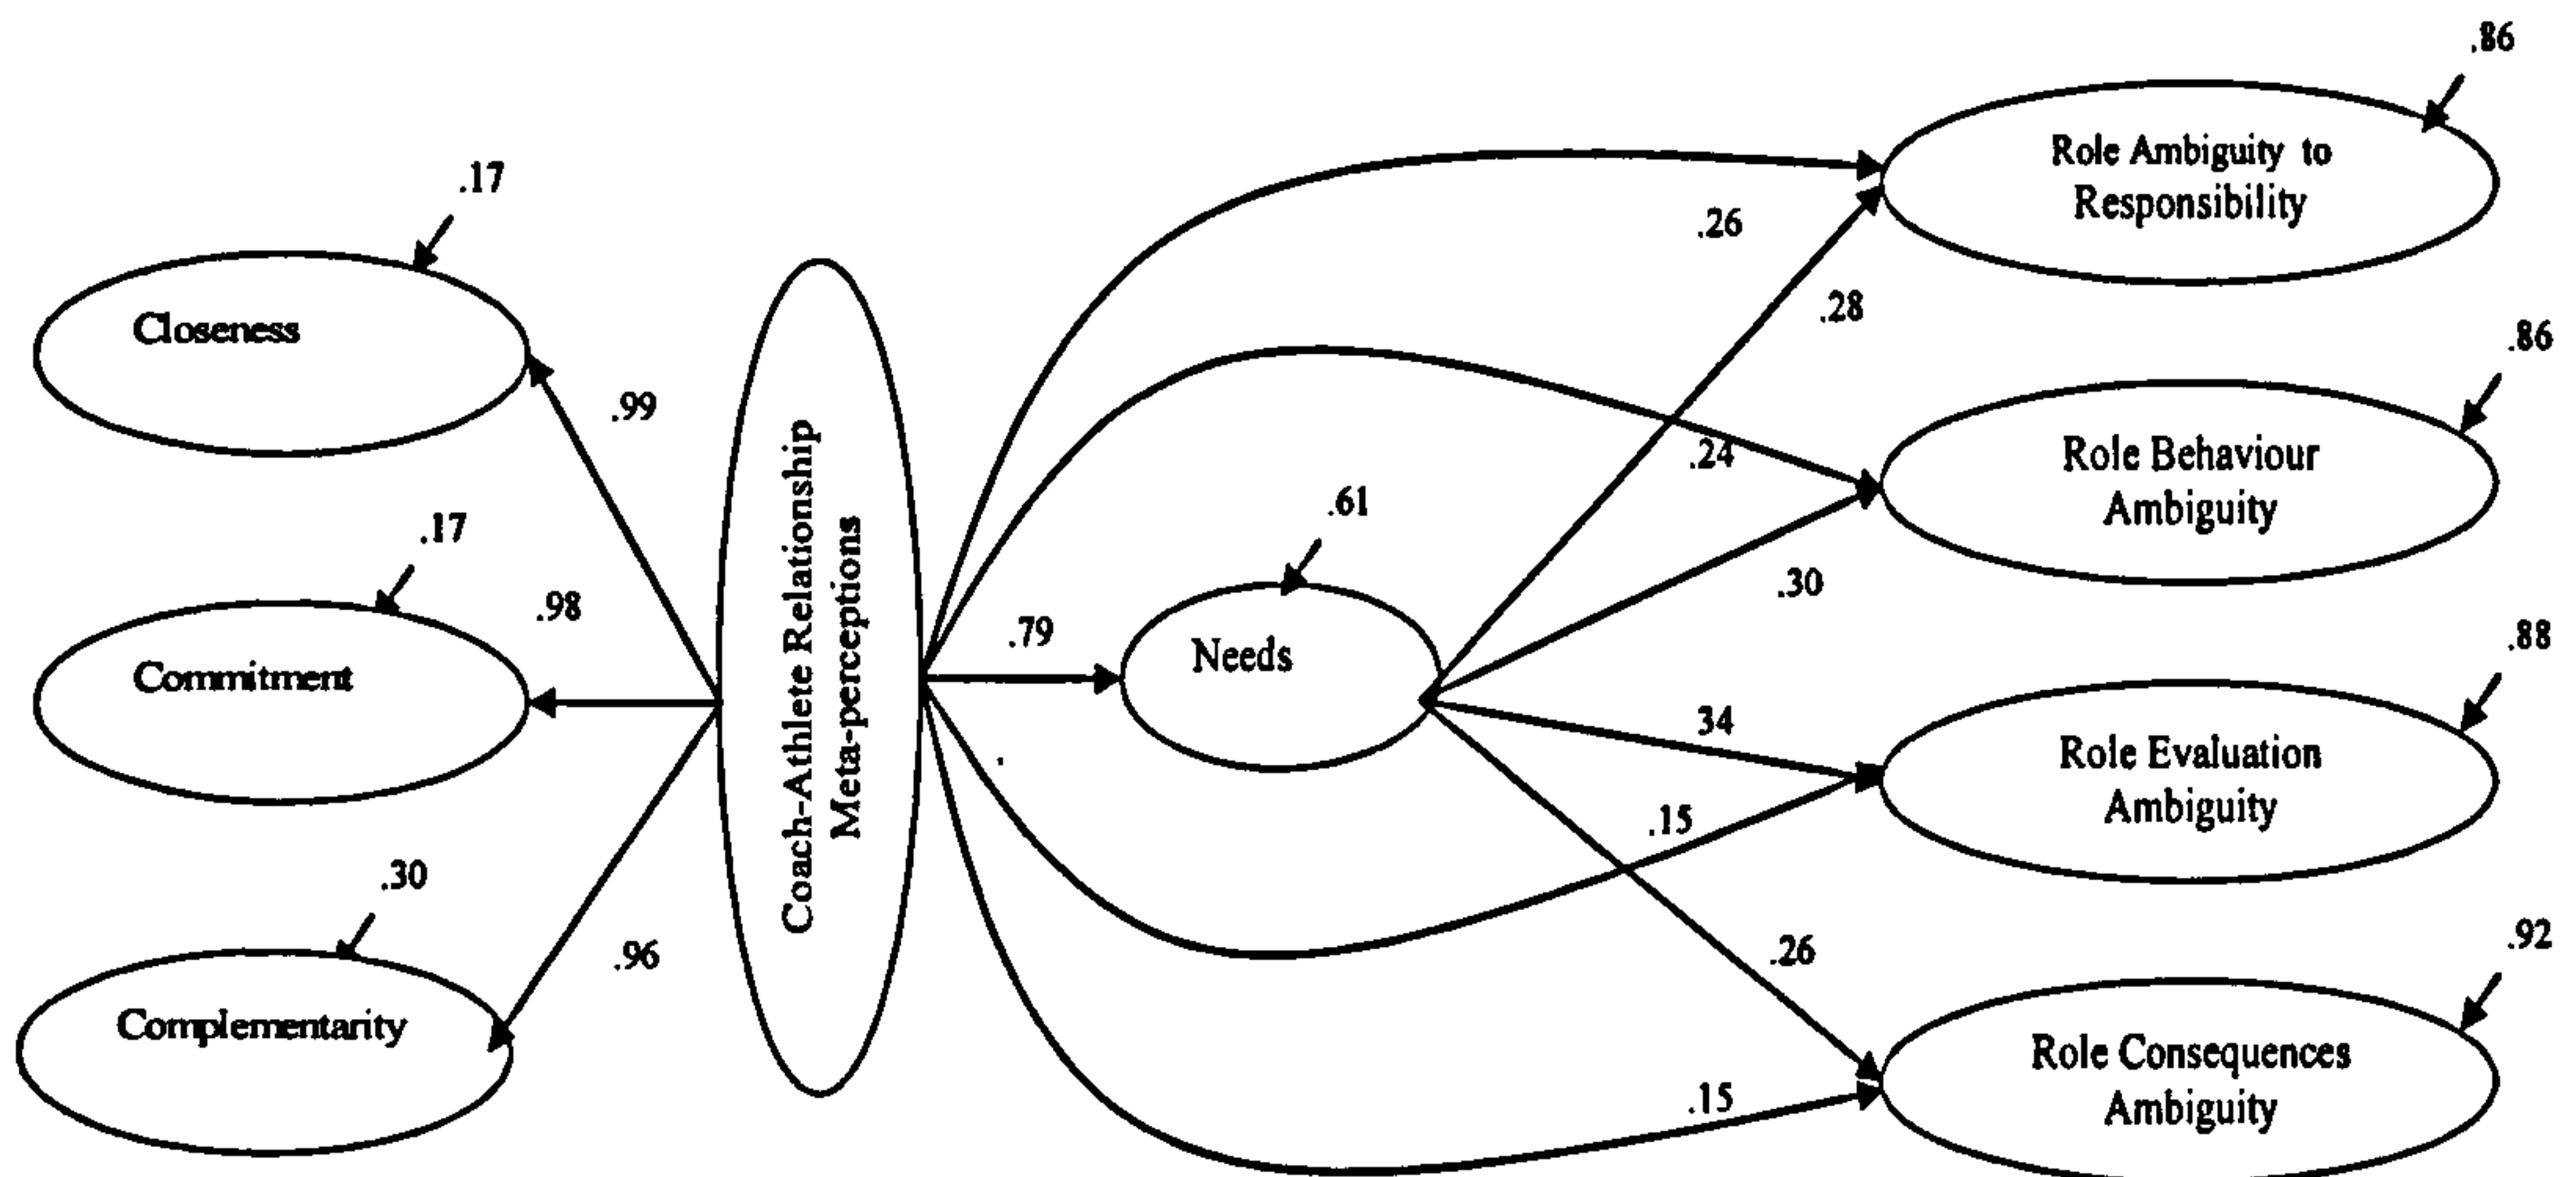 .17
Closeness
.99
.17
Commitment
.98
.30
Complementarity
.96
Coach-Athlete Relationship
Meta-perceptions
.79
.61
Needs
.26
.28
.24
.30
34
.15
.26
.15
.86
Role Ambiguity to
Responsibility
.86
Role Behaviour
Ambiguity
.88
Role Evaluation
Ambiguity
.92
Role Consequences
Ambiguity